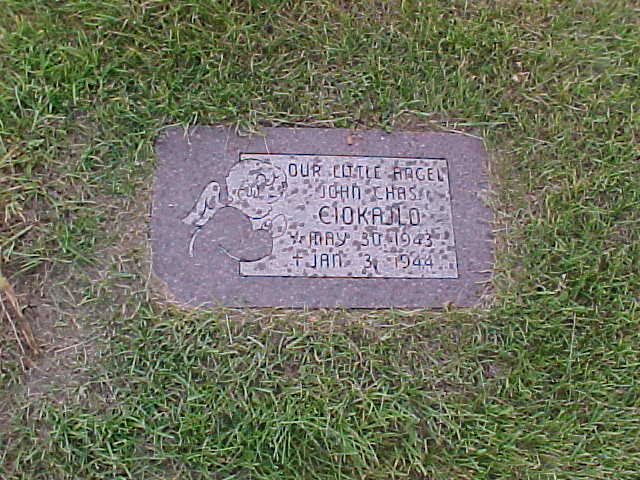 OUR LITTLE ANGEL
JOHN CHAS.
CIOKAJLO
MAY 30 1943
JAN. 3, 1944